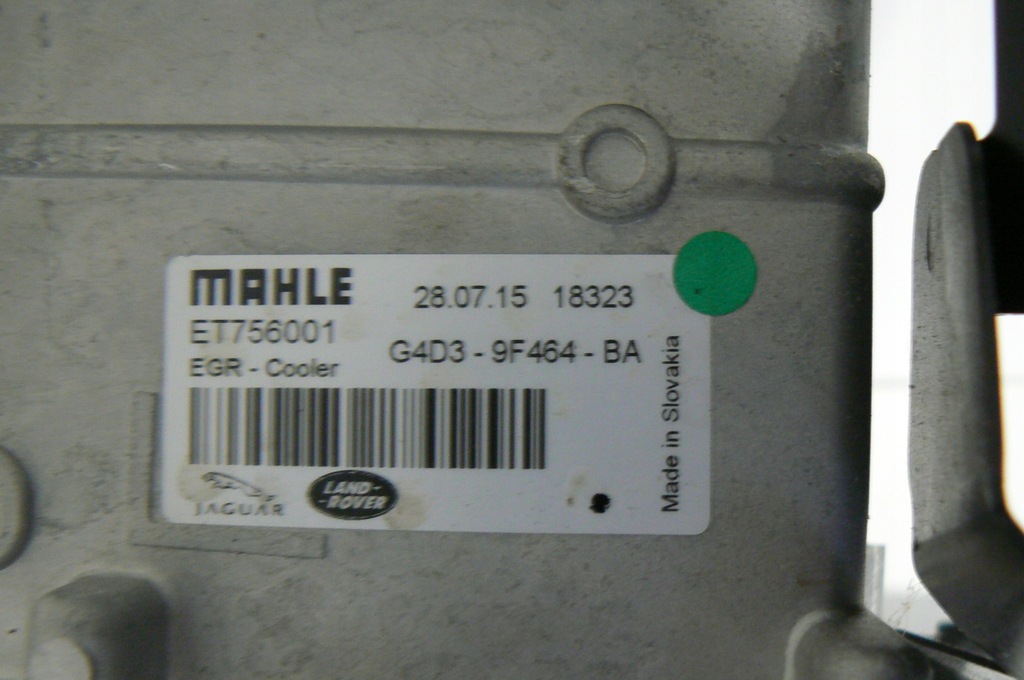 MAHLE
28.07.15 18323
ET756001
G4D3 - 9F464 - BA
EGR - Cooler
Made in Slovakia
JAGUAR
LAND-
-ROVER